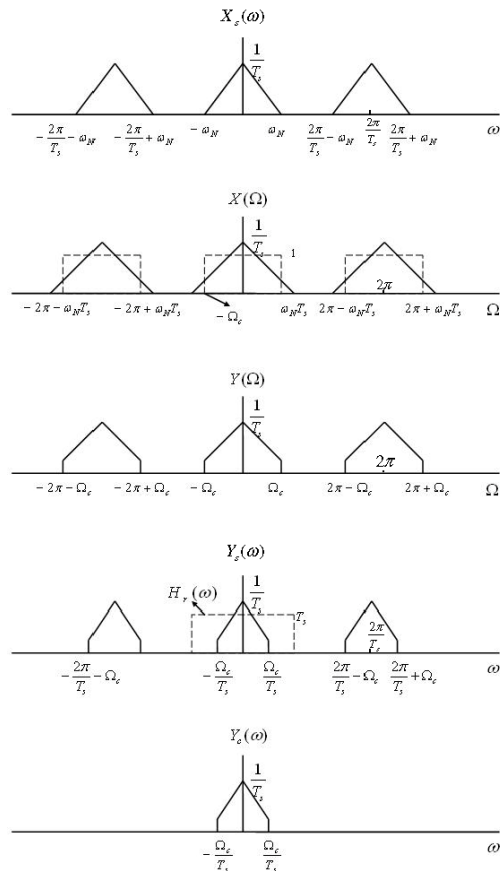 X_s(ω)
1/T_s
-2π/T_s - ω_N   -2π/T_s + ω_N   -ω_N   ω_N   2π/T_s - ω_N   2π/T_s   2π/T_s + ω_N   ω
X(Ω)
1/T_s   1
-2π - ω_N T_s   -2π + ω_N T_s   -Ω_c   ω_N T_s   2π - ω_N T_s   2π   2π + ω_N T_s   Ω
Y(Ω)
1/T_s
-2π - Ω_c   -2π + Ω_c   -Ω_c   Ω_c   2π - Ω_c   2π   2π + Ω_c   Ω
Y_s(ω)
H_r(ω)   1/T_s   T_s
-2π/T_s - Ω_c   -Ω_c/T_s   Ω_c/T_s   2π/T_s - Ω_c   2π/T_s   2π/T_s + Ω_c   ω
Y_c(ω)
1/T_s
-Ω_c/T_s   Ω_c/T_s   ω